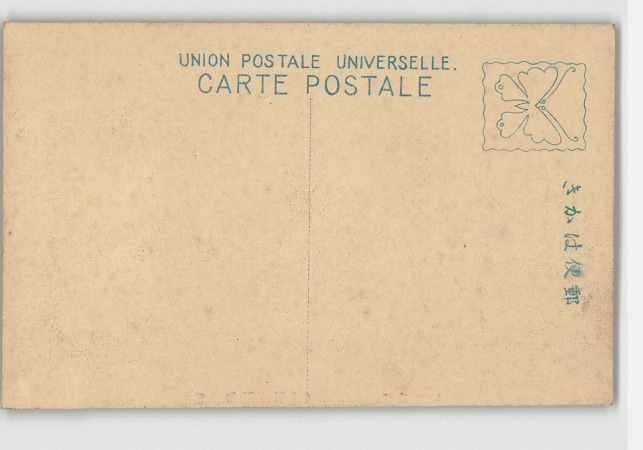 UNION POSTALE UNIVERSELLE.
CARTE POSTALE
郵便はかき